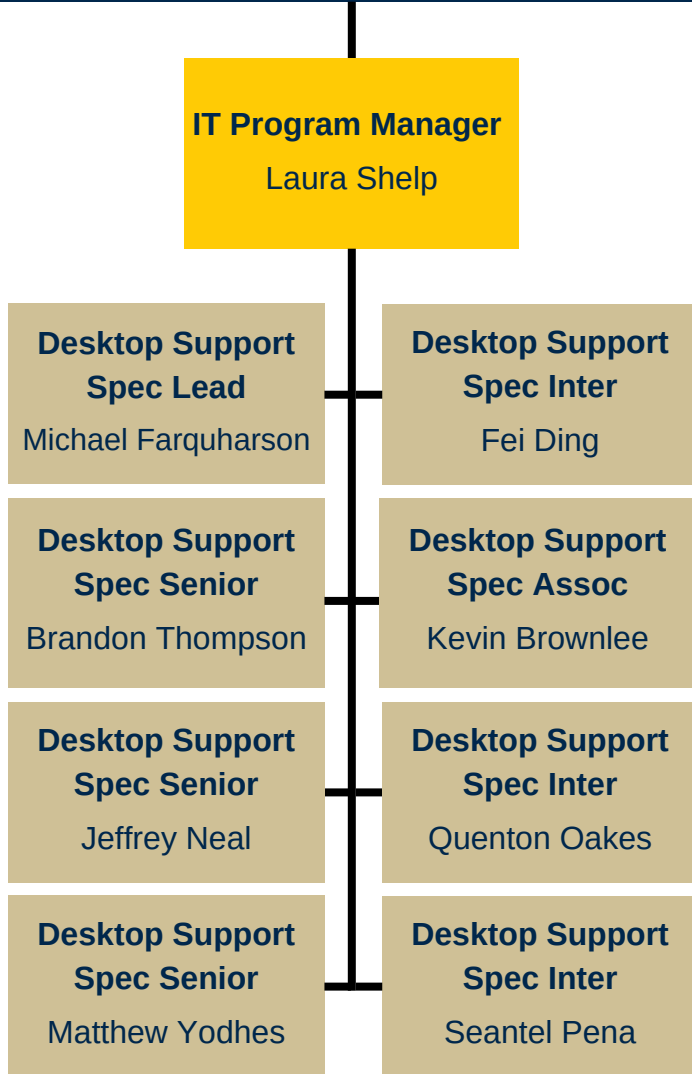 IT Program Manager
Laura Shelp
Desktop Support
Spec Lead
Michael Farquharson
Desktop Support
Spec Inter
Fei Ding
Desktop Support
Spec Senior
Brandon Thompson
Desktop Support
Spec Assoc
Kevin Brownlee
Desktop Support
Spec Senior
Jeffrey Neal
Desktop Support
Spec Inter
Quenton Oakes
Desktop Support
Spec Senior
Matthew Yodhes
Desktop Support
Spec Inter
Seantel Pena